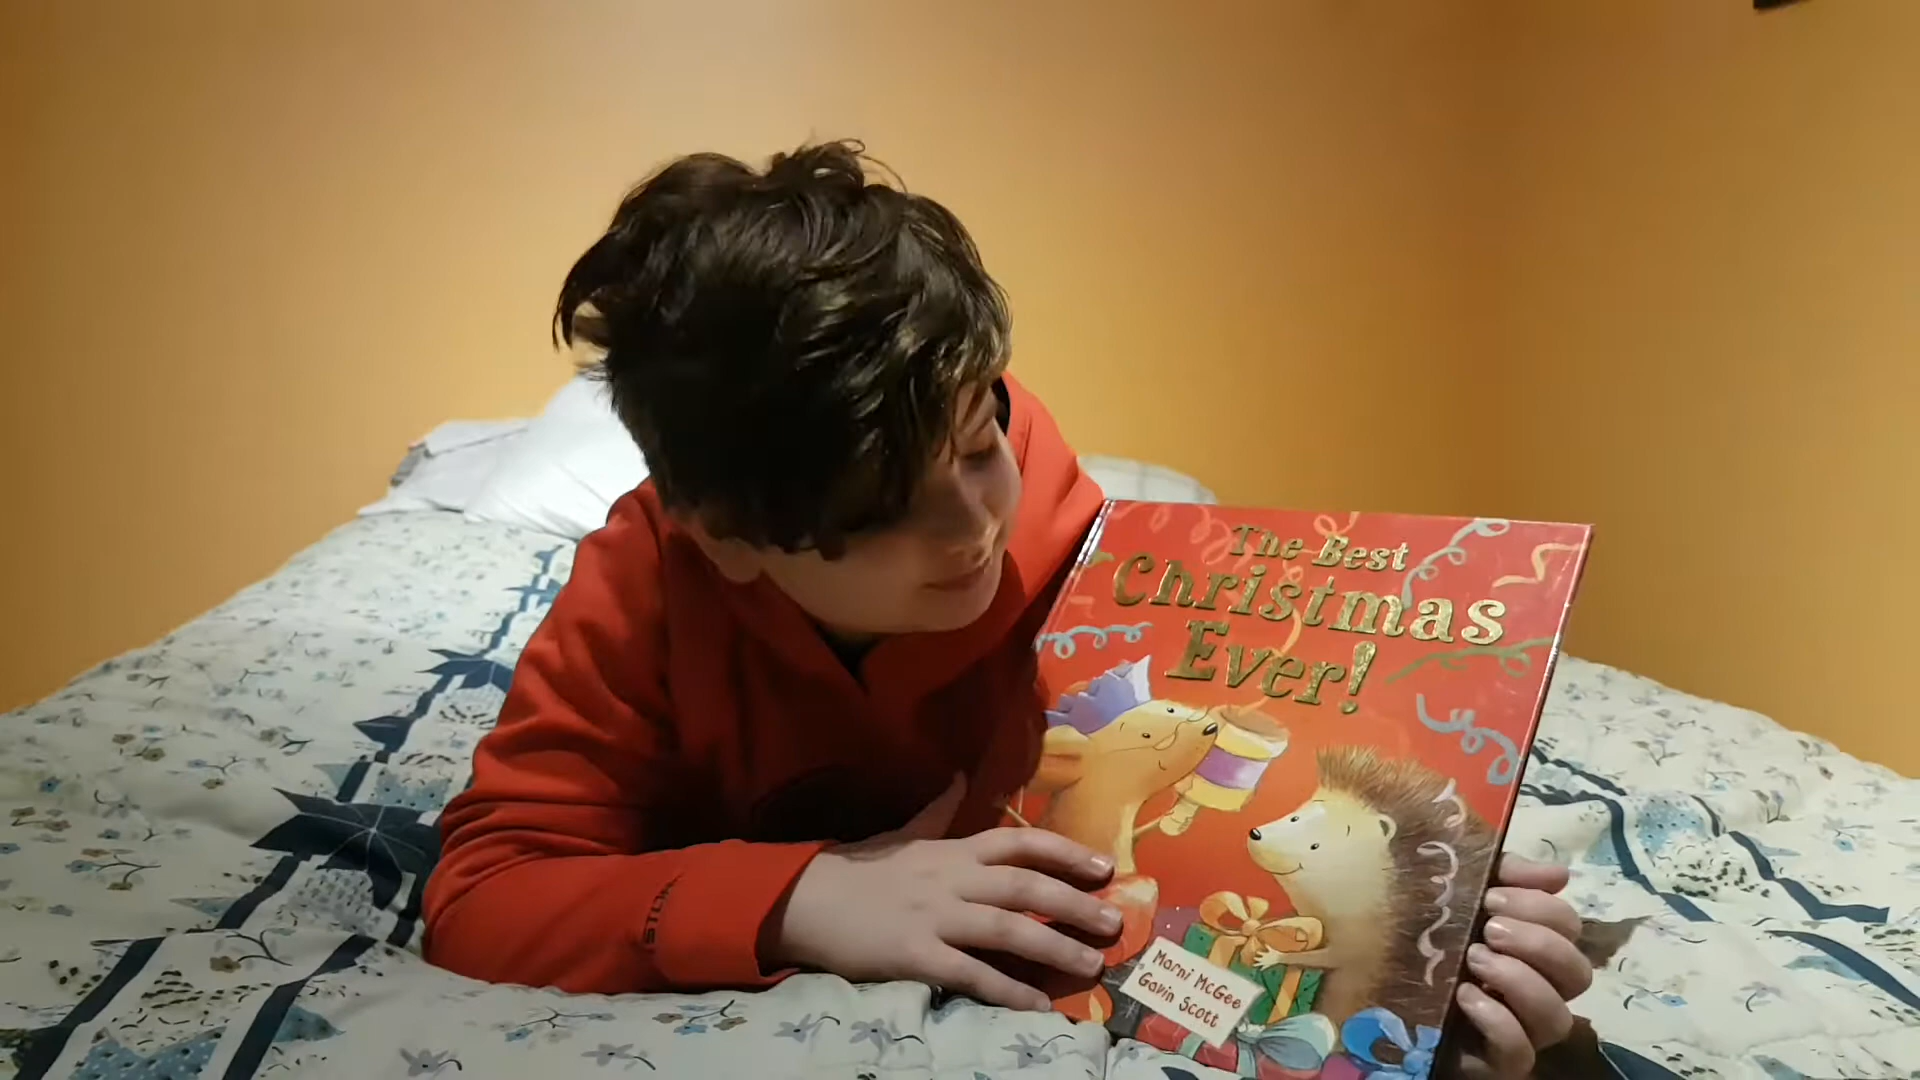 The Best
Christmas
Ever!
Marni McGee
Gavin Scott